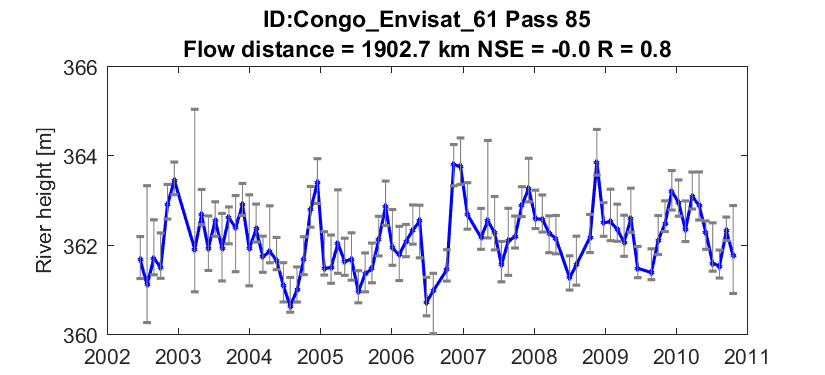 ID:Congo_Envisat_61 Pass 85
Flow distance = 1902.7 km NSE = -0.0 R = 0.8
River height [m]
366
364
362
360
2002 2003 2004 2005 2006 2007 2008 2009 2010 2011